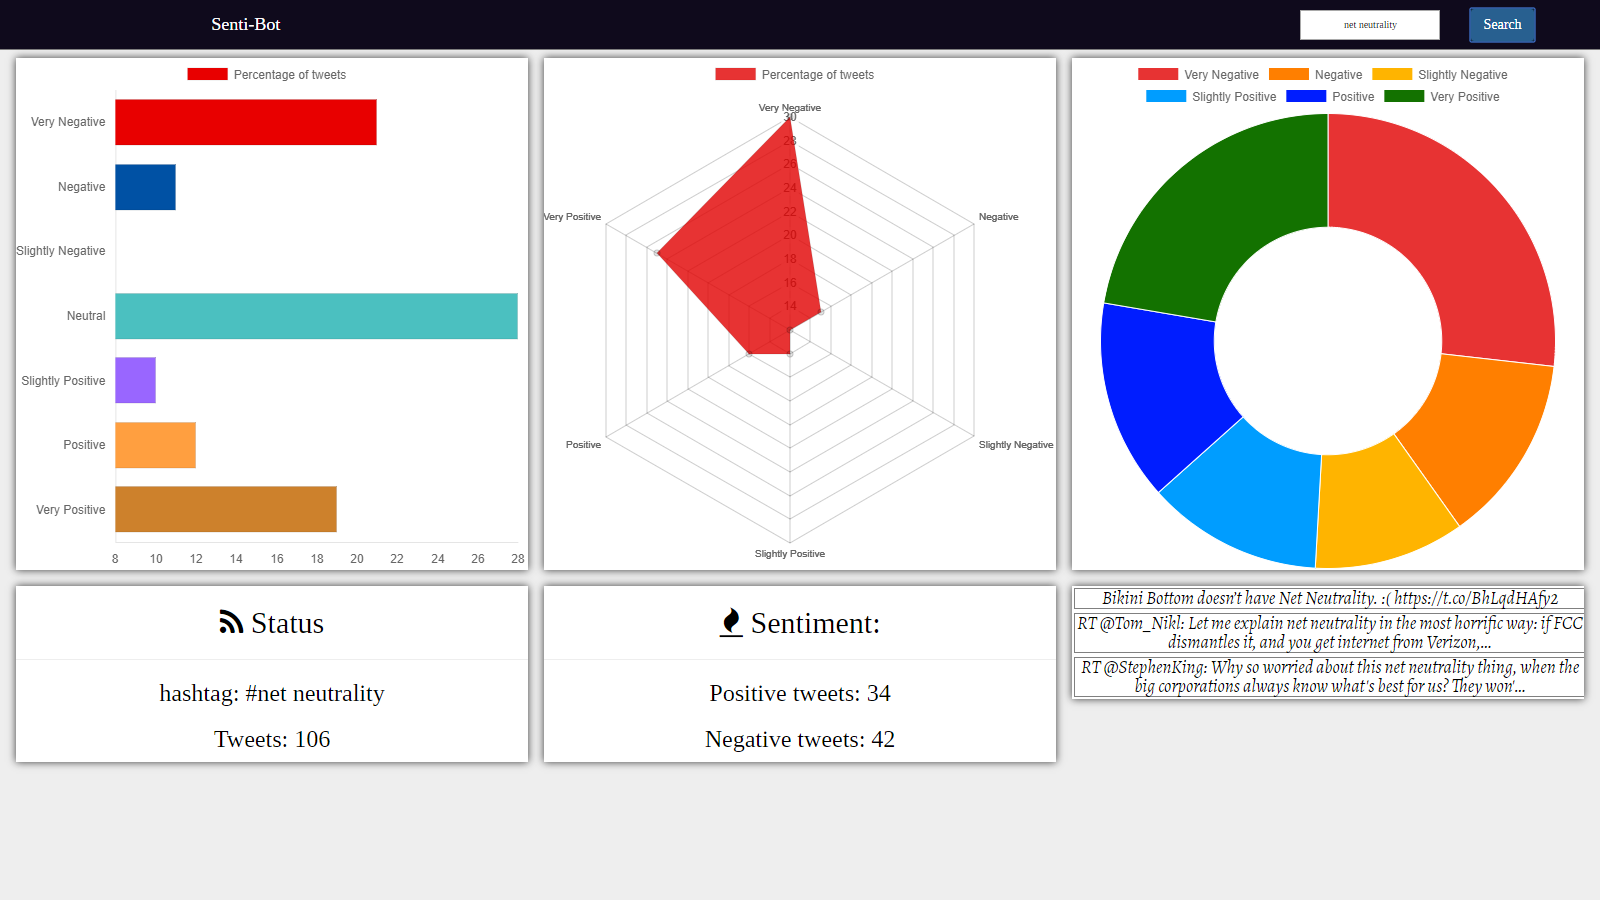 Senti-Bot
net neutrality
Search
Percentage of tweets
Very Negative
Negative
Slightly Negative
Neutral
Slightly Positive
Positive
Very Positive
8 10 12 14 16 18 20 22 24 26 28
Percentage of tweets
Very Negative
30
28
26
24
22
20
18
16
14
Very Positive
Negative
Positive
Slightly Negative
Slightly Positive
Very Negative Negative Slightly Negative
Slightly Positive Positive Very Positive
Status
hashtag: #net neutrality
Tweets: 106
Sentiment:
Positive tweets: 34
Negative tweets: 42
Bikini Bottom doesn't have Net Neutrality. :( https://t.co/BhLqdHAfy2
RT @Tom_Nikl: Let me explain net neutrality in the most horrific way: if FCC
dismantles it, and you get internet from Verizon,...
RT @StephenKing: Why so worried about this net neutrality thing, when the
big corporations always know what's best for us? They won'...